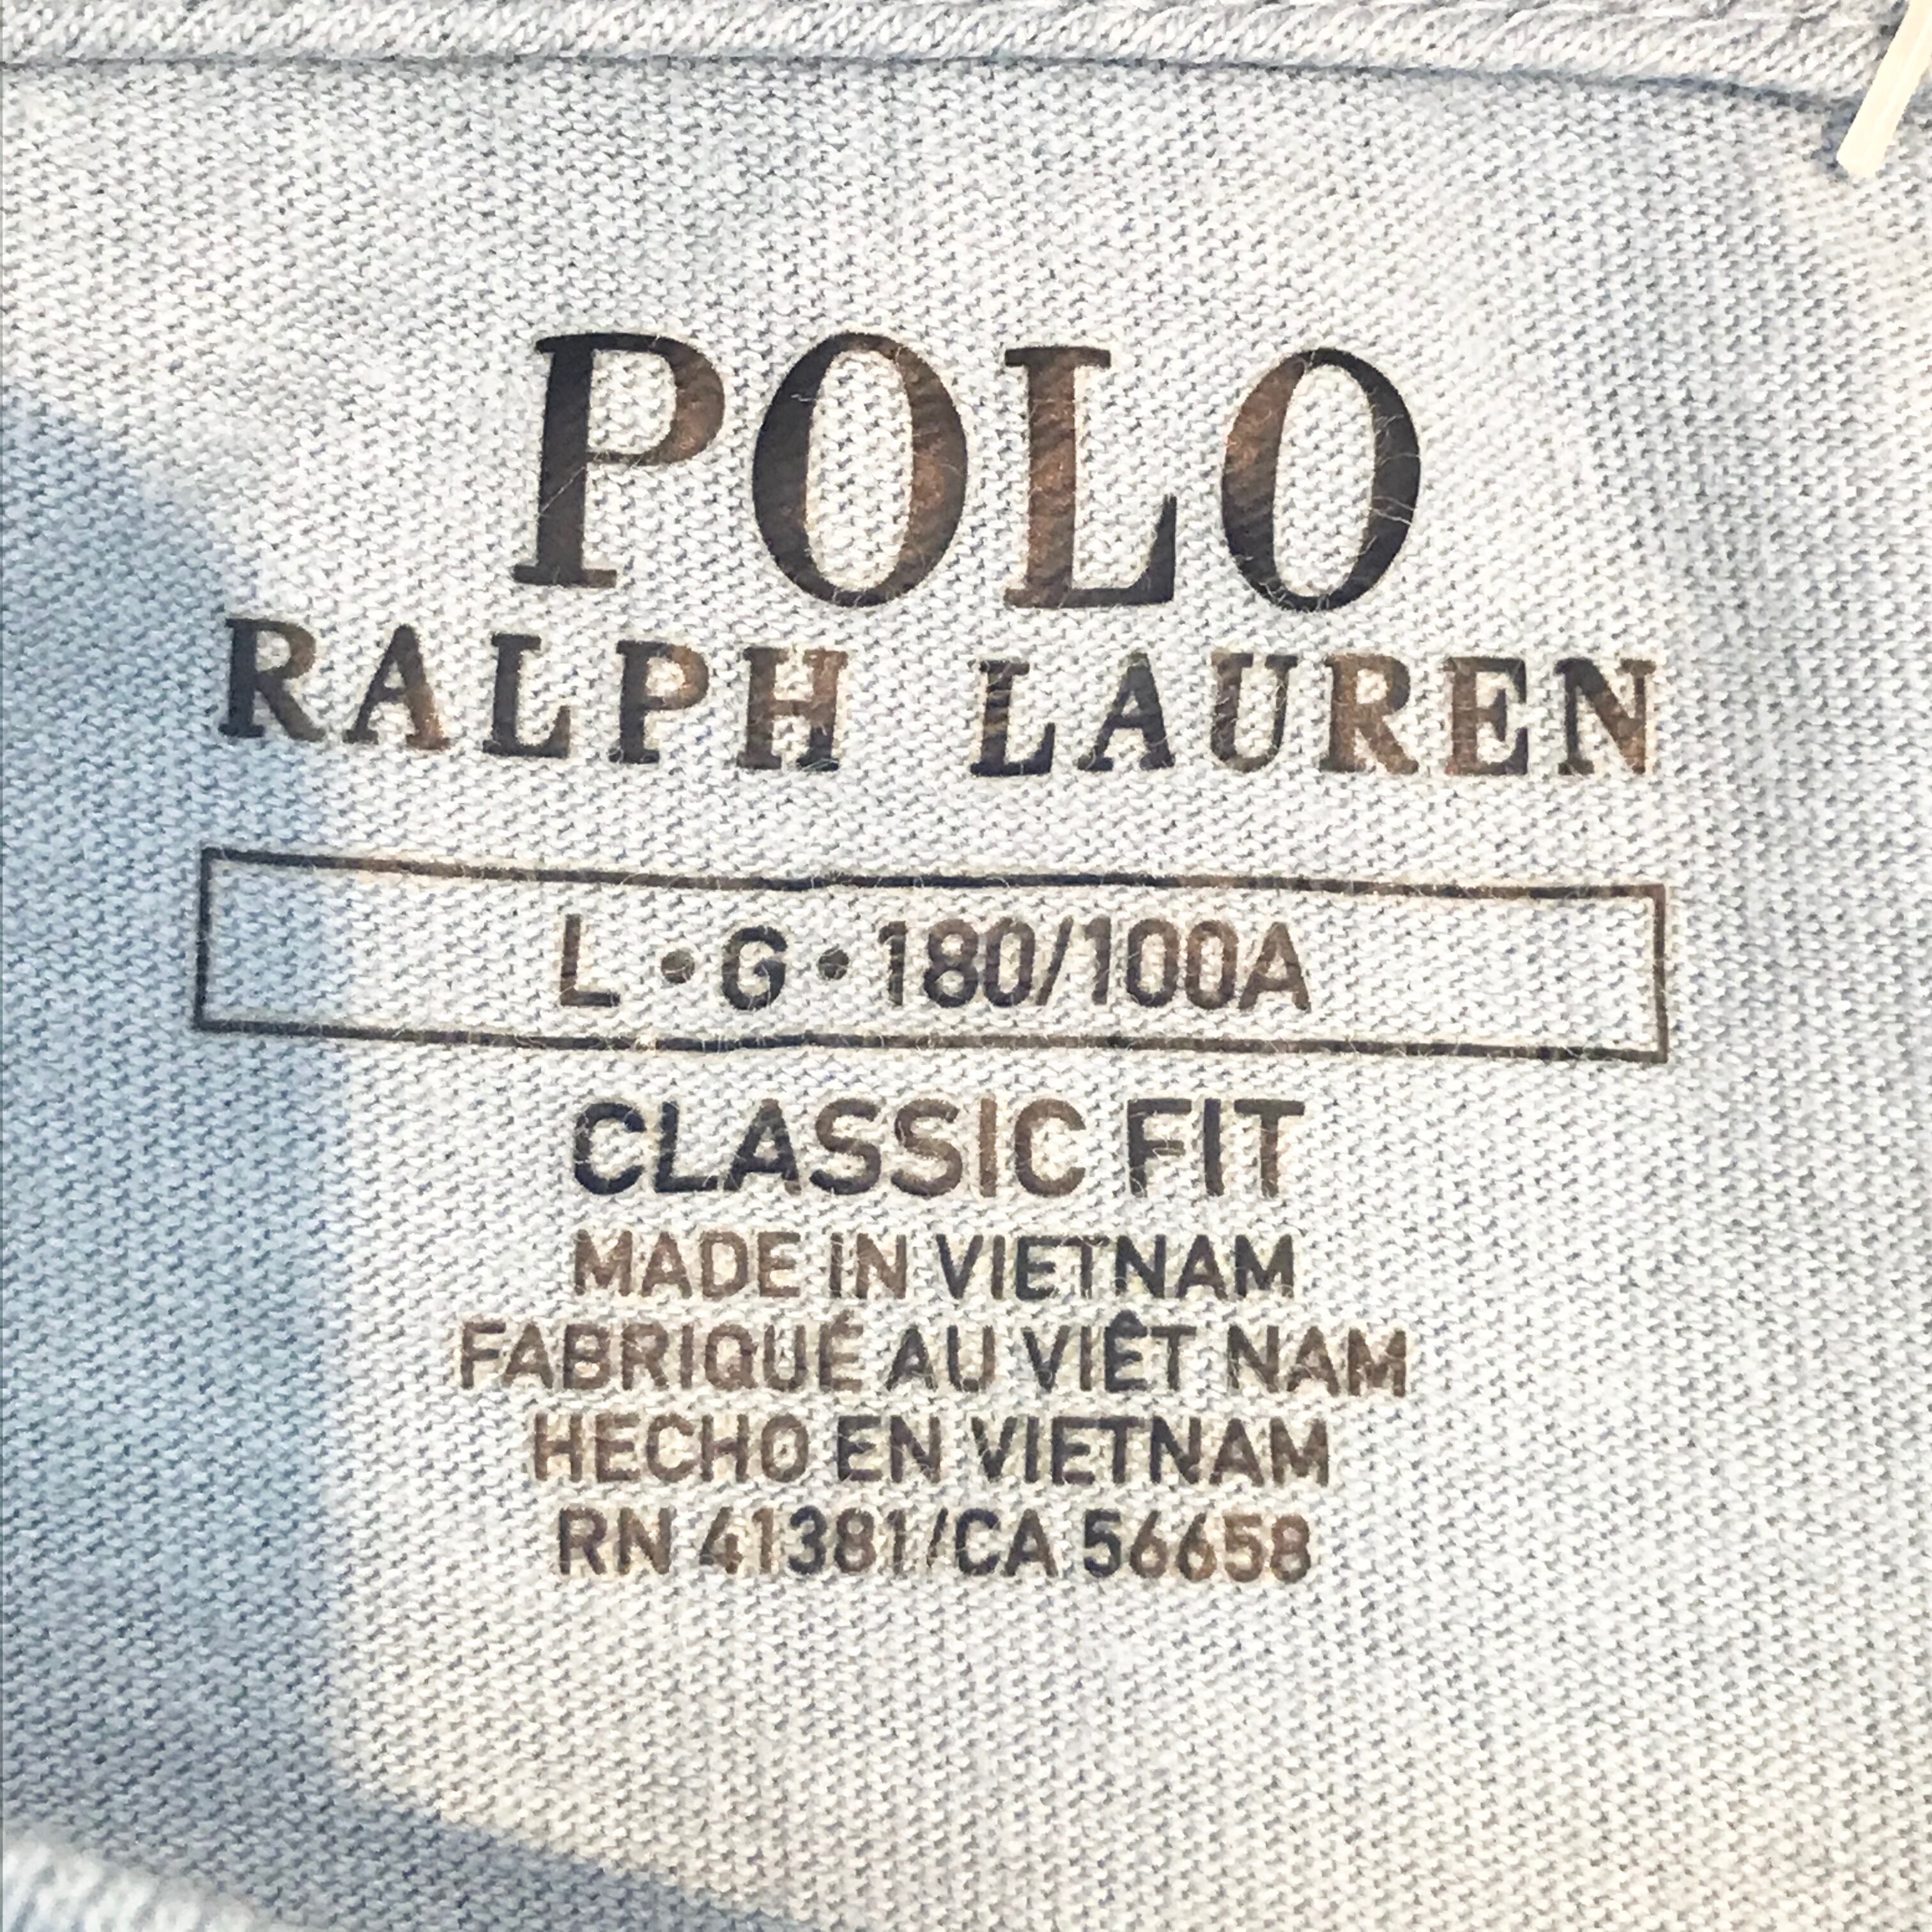 POLO
RALPH LAUREN
L • G • 180/100A
CLASSIC FIT
MADE IN VIETNAM
FABRIQUÉ AU VIÊT NAM
HECHO EN VIETNAM
RN 41381/CA 56658